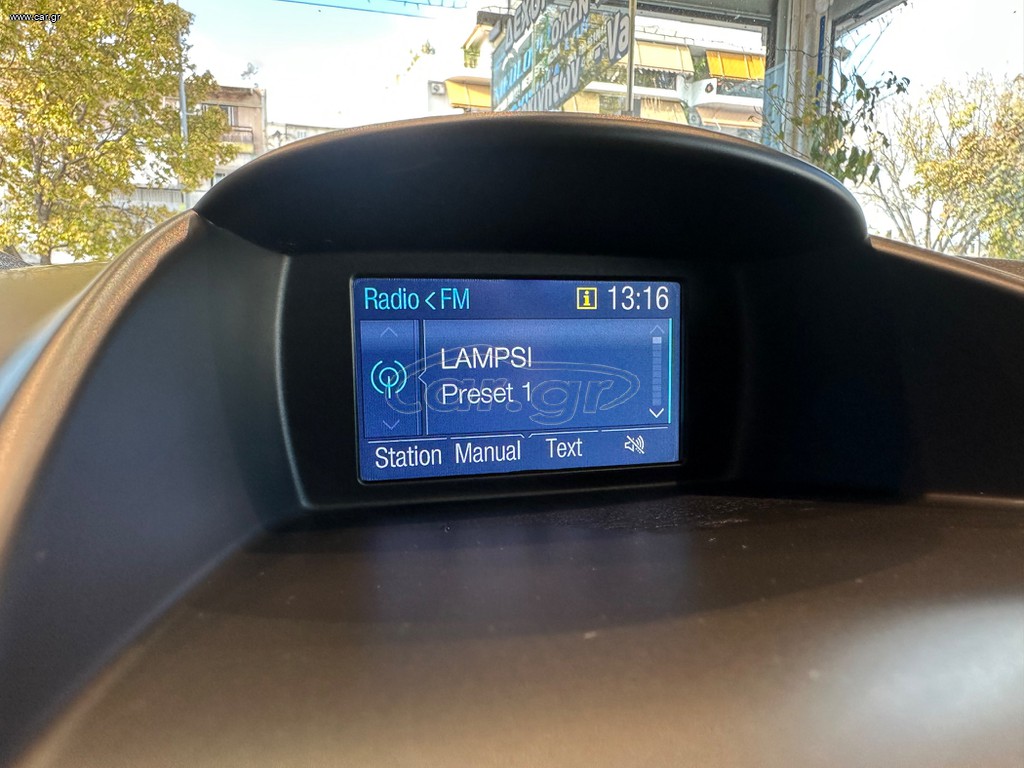 www.car.gr
Radio < FM
13:16
LAMPSI
Preset 1
car.gr
Station
Manual
Text